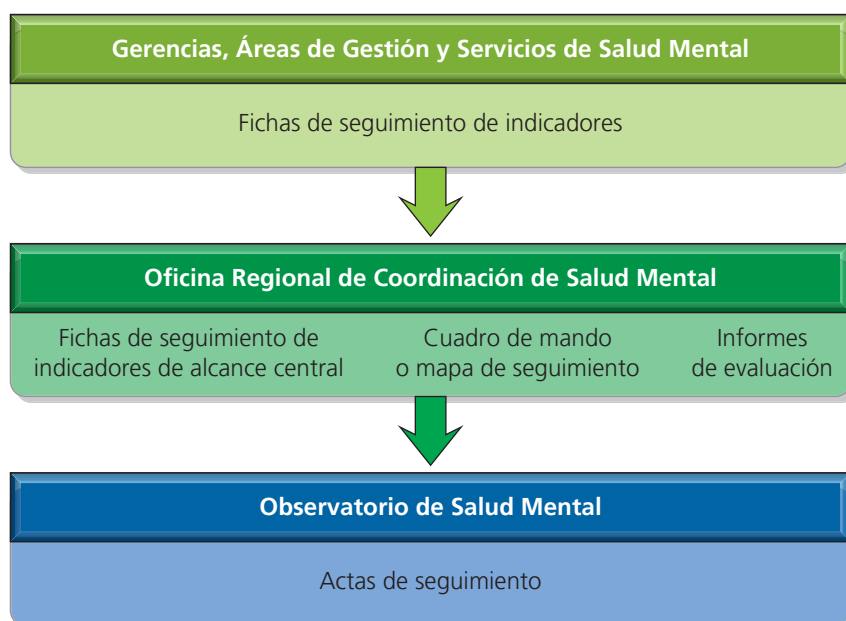 Gerencias, Áreas de Gestión y Servicios de Salud Mental
Fichas de seguimiento de indicadores
Oficina Regional de Coordinación de Salud Mental
Fichas de seguimiento de
indicadores de alcance central
Cuadro de mando
o mapa de seguimiento
Informes
de evaluación
Observatorio de Salud Mental
Actas de seguimiento